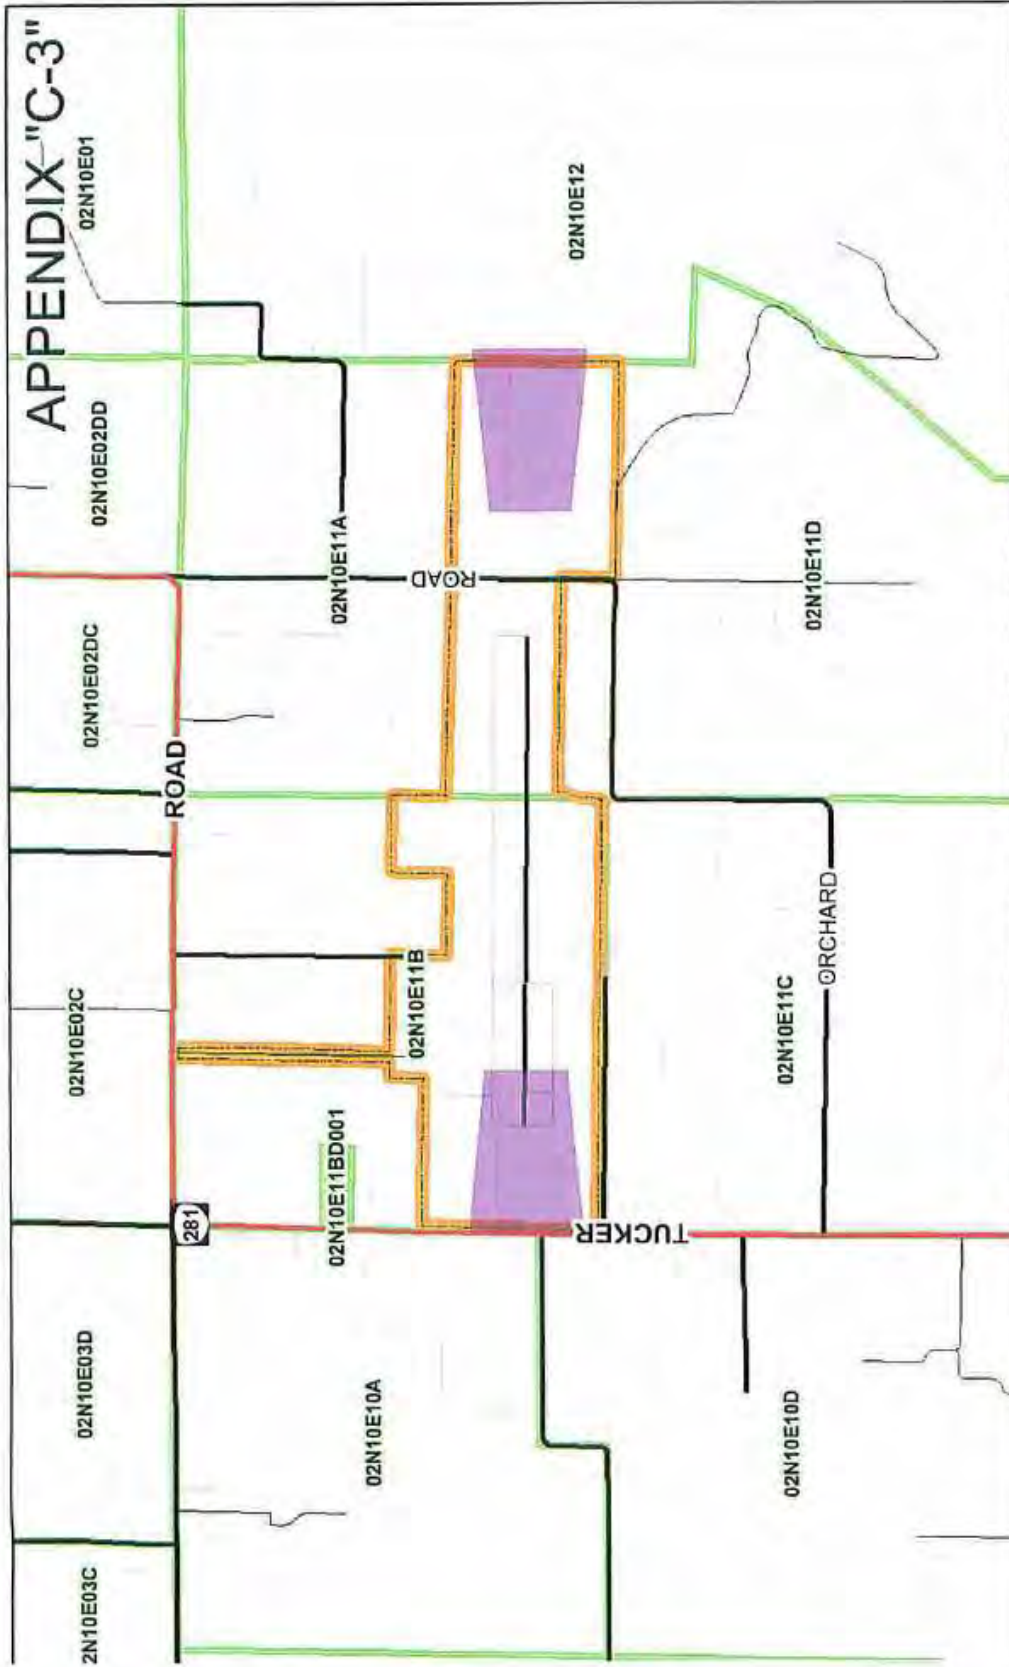 APPENDIX "C-3"
02N10E01
02N10E02DD
02N10E02DC
02N10E02C
02N10E03D
2N10E03C
ROAD
281
02N10E12
02N10E11A
ROAD
02N10E11B
02N10E11BD001
02N10E10A
TUCKER
02N10E11D
ORCHARD
02N10E11C
02N10E10D